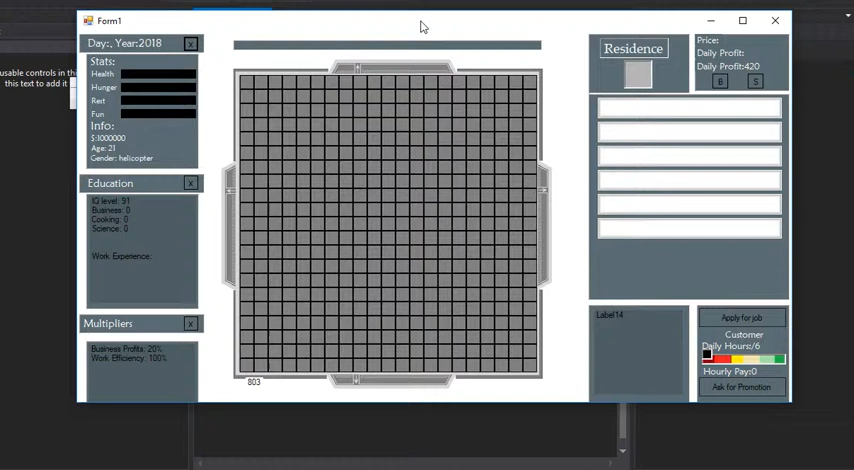 Form1
Day:, Year:2018
x
usable controls in thi
this text to add it
Stats:
Health
Hunger
Rest
Fun
Info:
$:1000000
Age: 21
Gender: helicopter
Education
x
IQ level: 91
Business: 0
Cooking: 0
Science: 0
Work Experience:
Multipliers
x
Business Profits: 20%
Work Efficiency: 100%
803
Residence
Price:
Daily Profit:
Daily Profit:420
B
S
Label14
Apply for job
Customer
Daily Hours:/6
Hourly Pay:0
Ask for Promotion